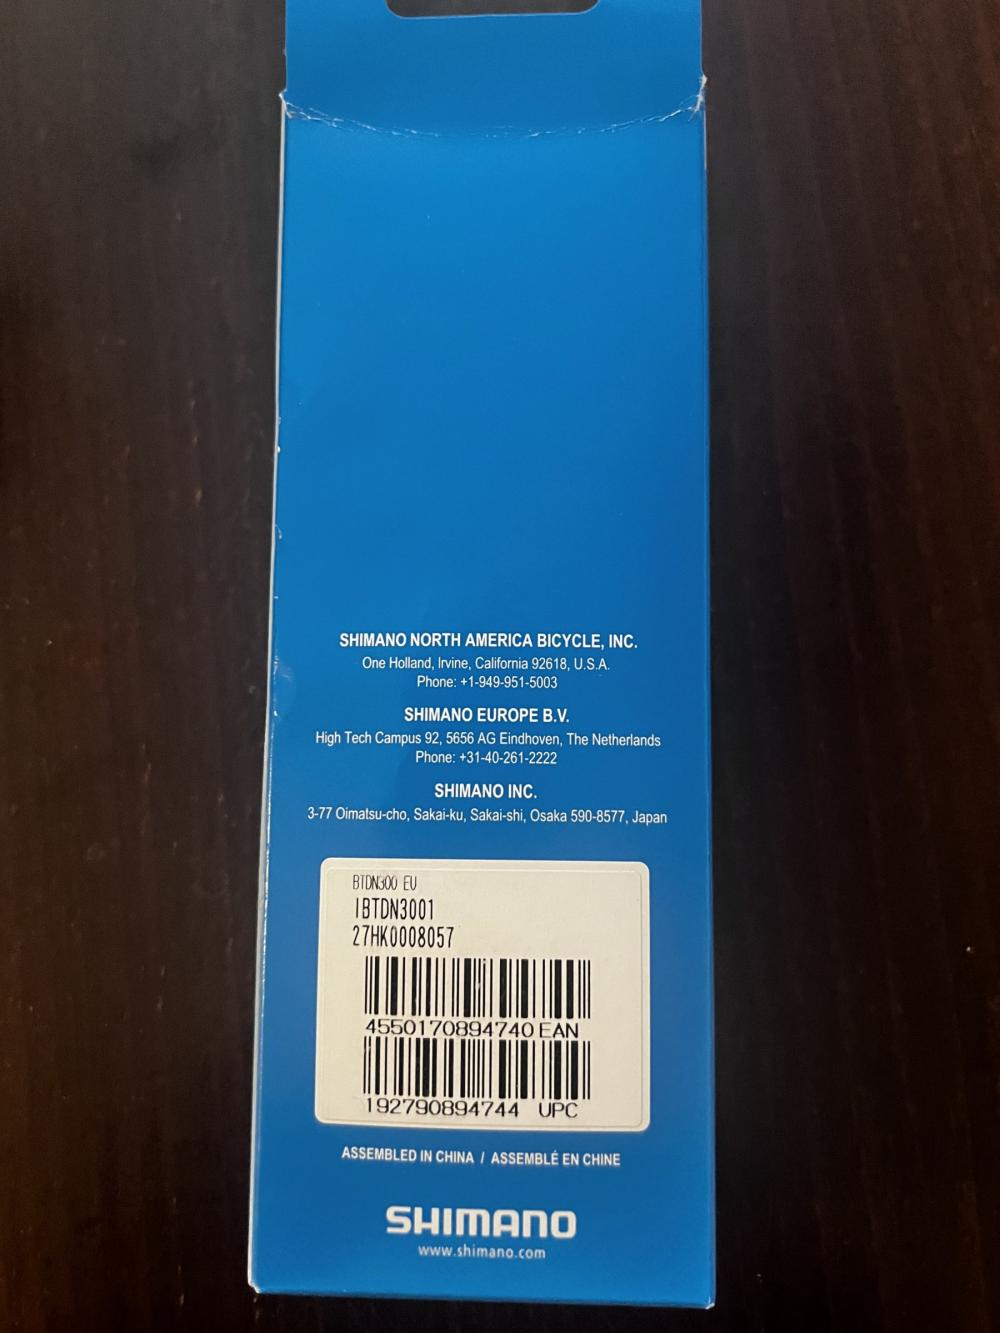 SHIMANO NORTH AMERICA BICYCLE, INC.
One Holland, Irvine, California 92618, U.S.A.
Phone: +1-949-951-5003
SHIMANO EUROPE B.V.
High Tech Campus 92, 5656 AG Eindhoven, The Netherlands
Phone: +31-40-261-2222
SHIMANO INC.
3-77 Oimatsu-cho, Sakai-ku, Sakai-shi, Osaka 590-8577, Japan
BTDN300 EU
IBTDN3001
27HK0008057
4550170894740 EAN
192790894744 UPC
ASSEMBLED IN CHINA / ASSEMBLÉ EN CHINE
SHIMANO
www.shimano.com